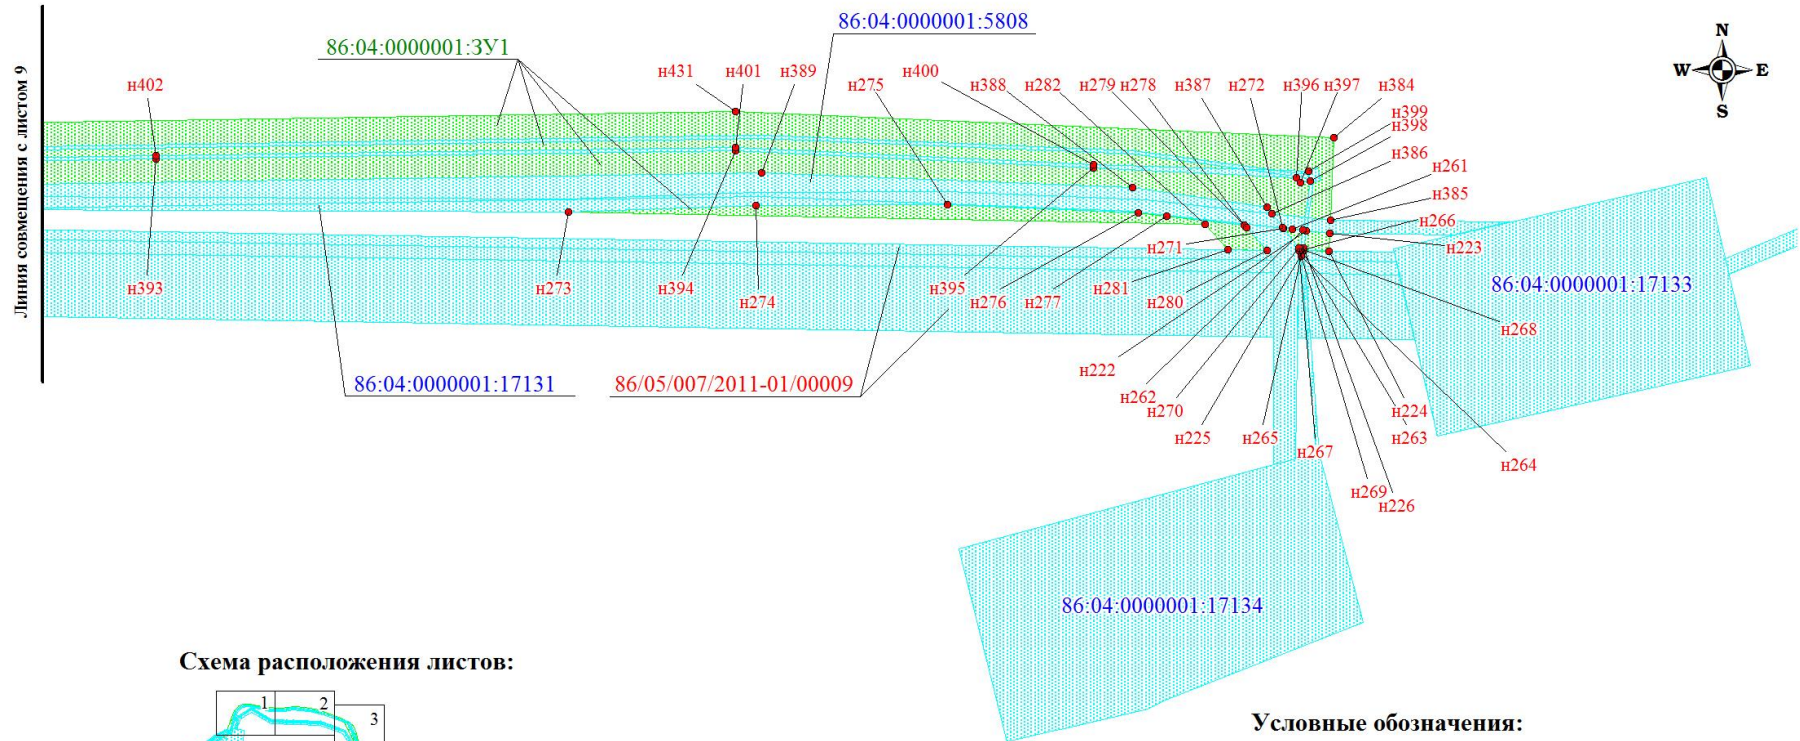 86:04:0000001:5808
86:04:0000001:ЗУ1
N
W
E
S
Линия совмещения с листом 9
н402
н431
н401
н389
н275
н400
н388
н282
н279
н278
н387
н272
н396
н397
н384
н399
н398
н386
н261
н385
н266
н223
н271
н393
н273
н394
н274
н395
н276
н277
н281
н280
86:04:0000001:17133
н268
н222
86:04:0000001:17131
86/05/007/2011-01/00009
н262
н270
н225
н265
н267
н224
н263
н264
н269
н226
86:04:0000001:17134
Схема расположения листов:
1
2
3
Условные обозначения: